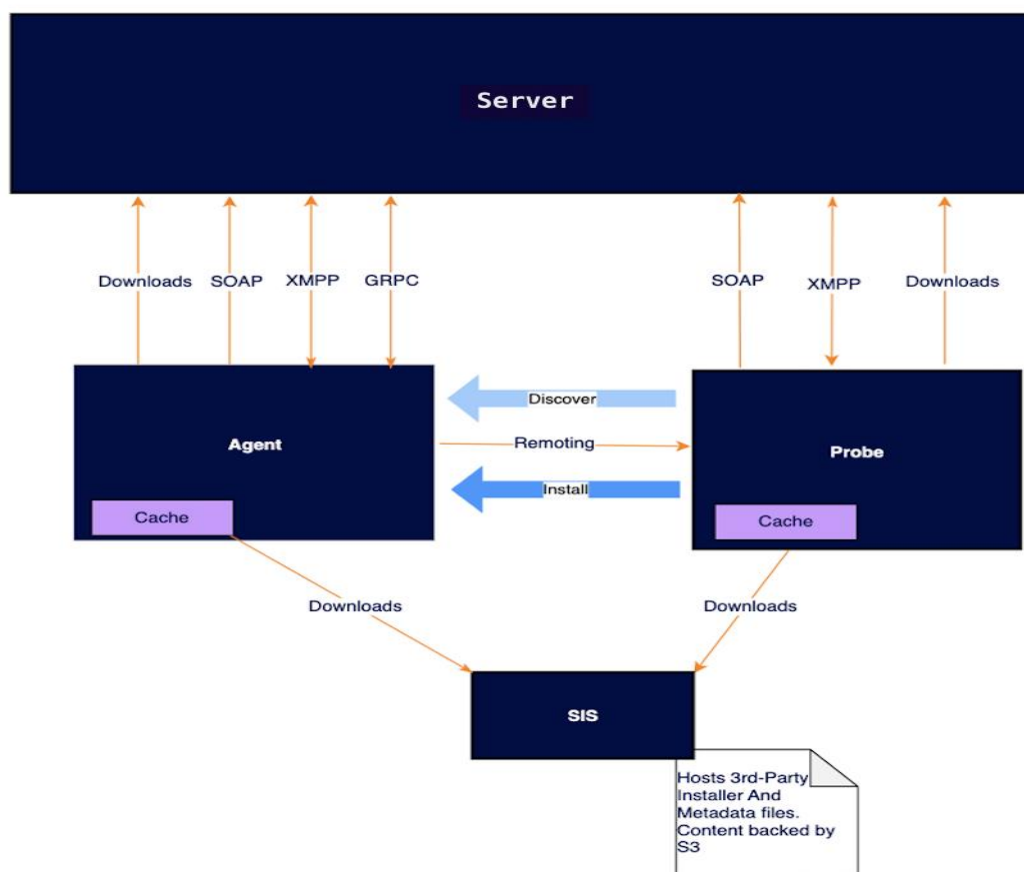 Server
Downloads
SOAP
XMPP
GRPC
SOAP
XMPP
Downloads
Discover
Agent
Remoting
Probe
Install
Cache
Cache
Downloads
Downloads
SIS
Hosts 3rd-Party
Installer And
Metadata files.
Content backed by
S3